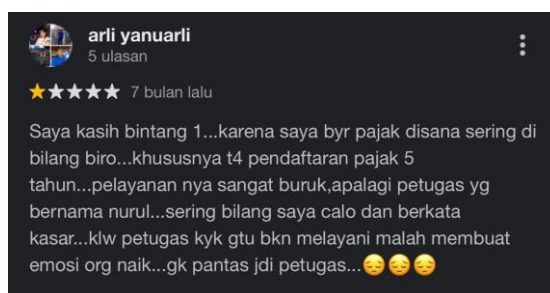 arli yanuarli
5 ulasan
7 bulan lalu
Saya kasih bintang 1...karena saya byr pajak disana sering di
bilang biro...khususnya t4 pendaftaran pajak 5
tahun...pelayanan nya sangat buruk,apalagi petugas yg
bernama nurul...sering bilang saya calo dan berkata
kasar...klw petugas kyk gtu bkn melayani malah membuat
emosi org naik...gk pantas jdi petugas...😔😔😔